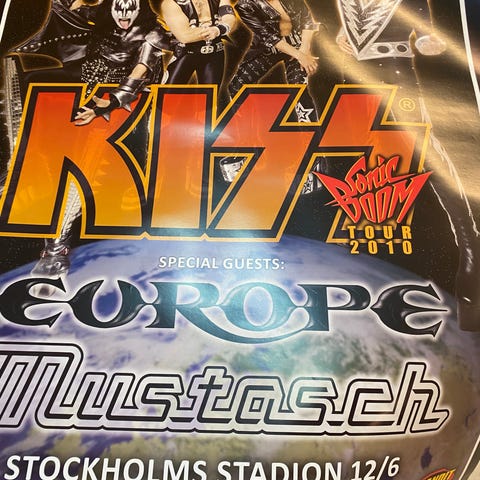 KISS®
Sonic
BOOM
TOUR
2010
SPECIAL GUESTS:
EUROPE
Mustasch
STOCKHOLMS STADION 12/6